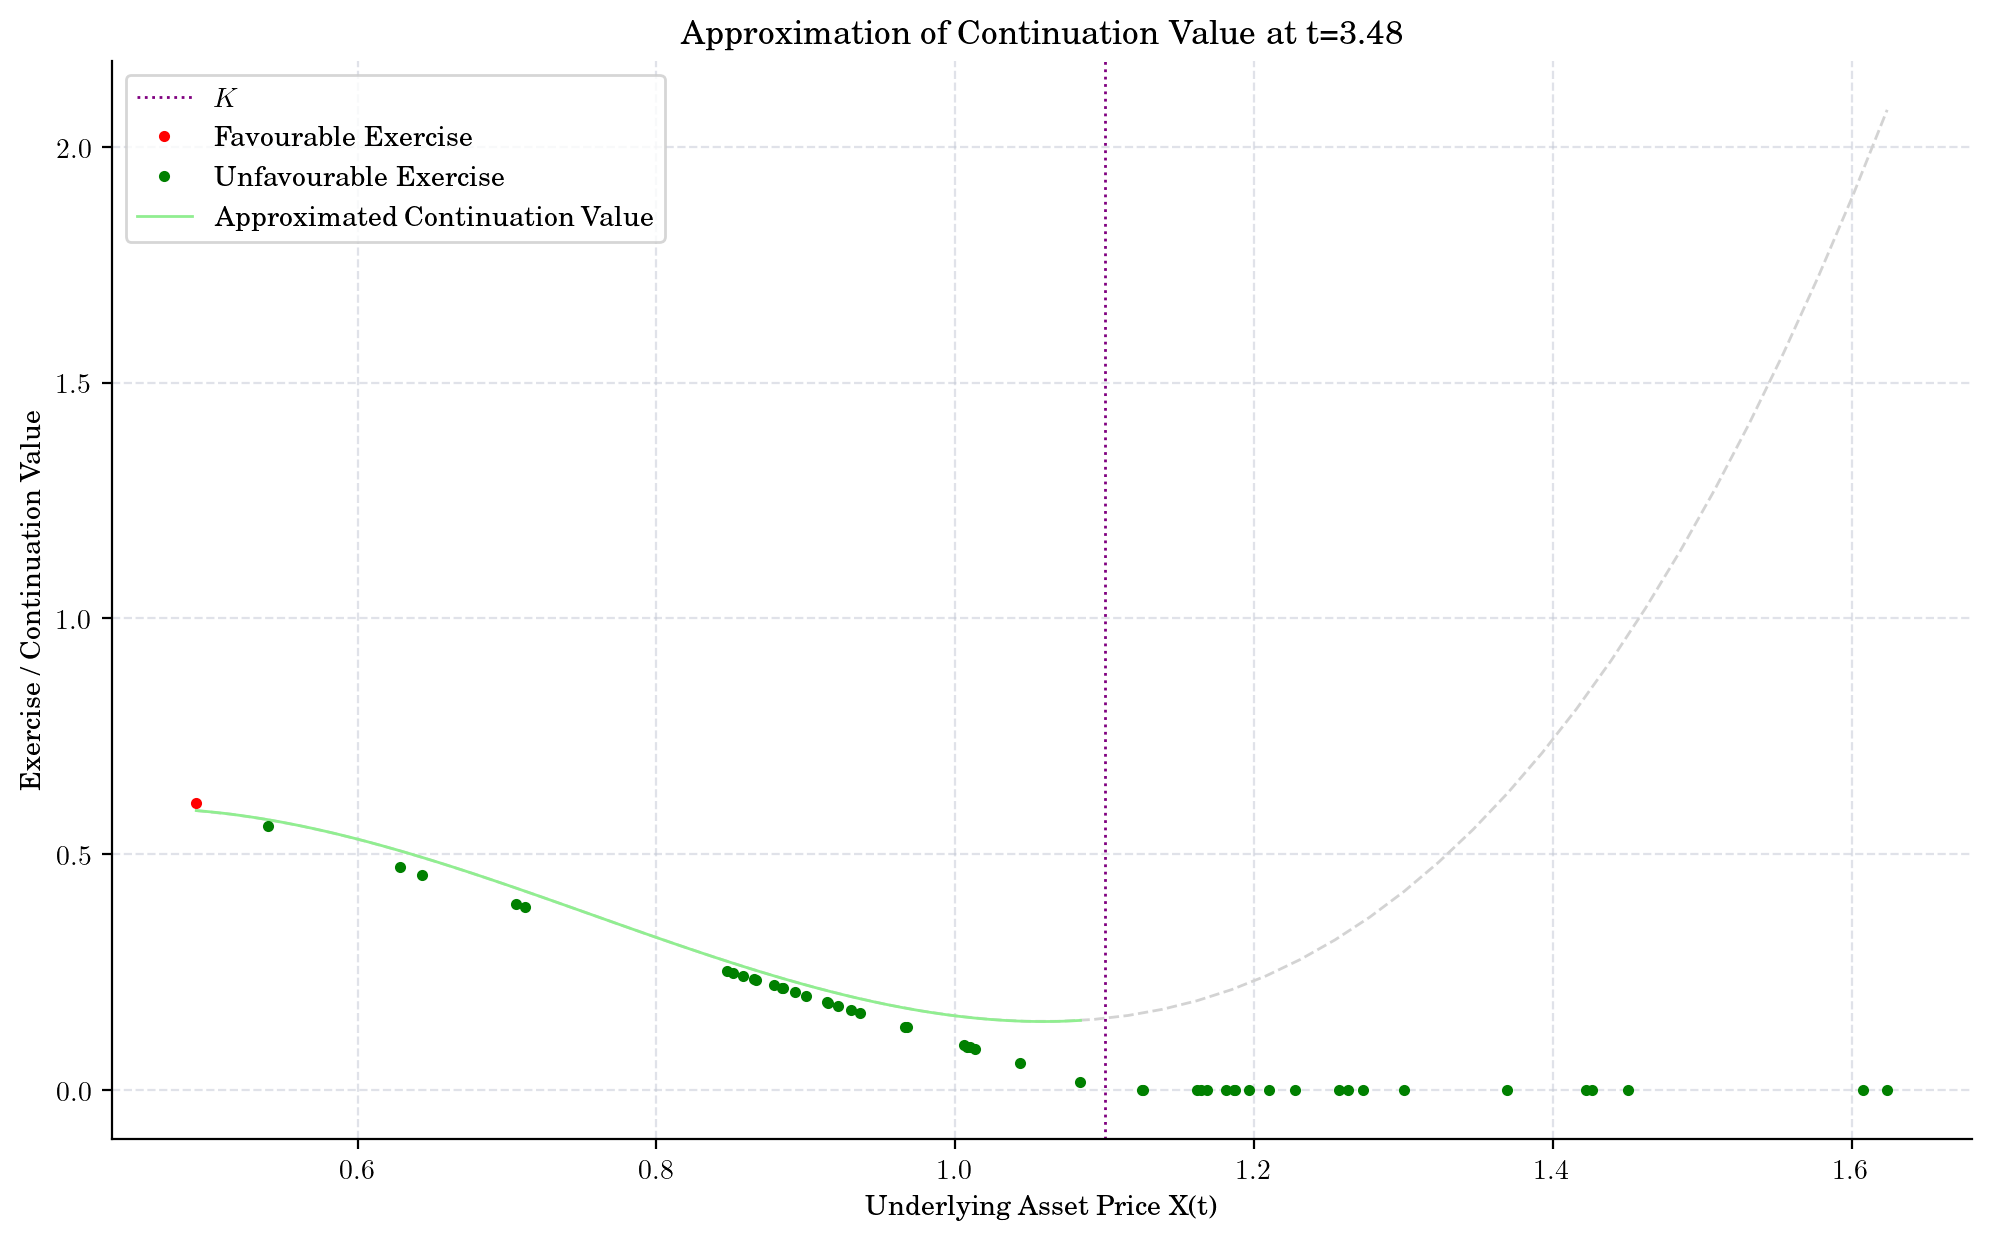 Approximation of Continuation Value at t=3.48
K
Favourable Exercise
Unfavourable Exercise
Approximated Continuation Value
Exercise / Continuation Value
2.0
1.5
1.0
0.5
0.0
0.6
0.8
1.0
1.2
1.4
1.6
Underlying Asset Price X(t)